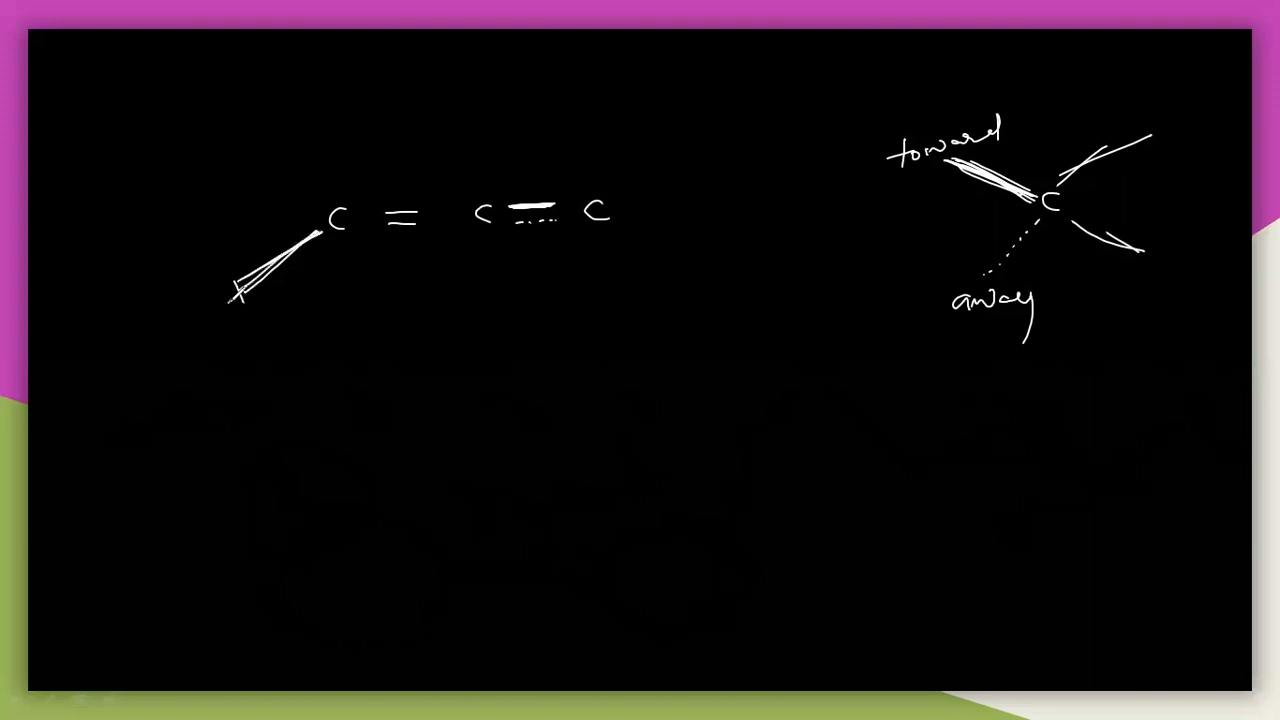 toward
C = C = C
C
away